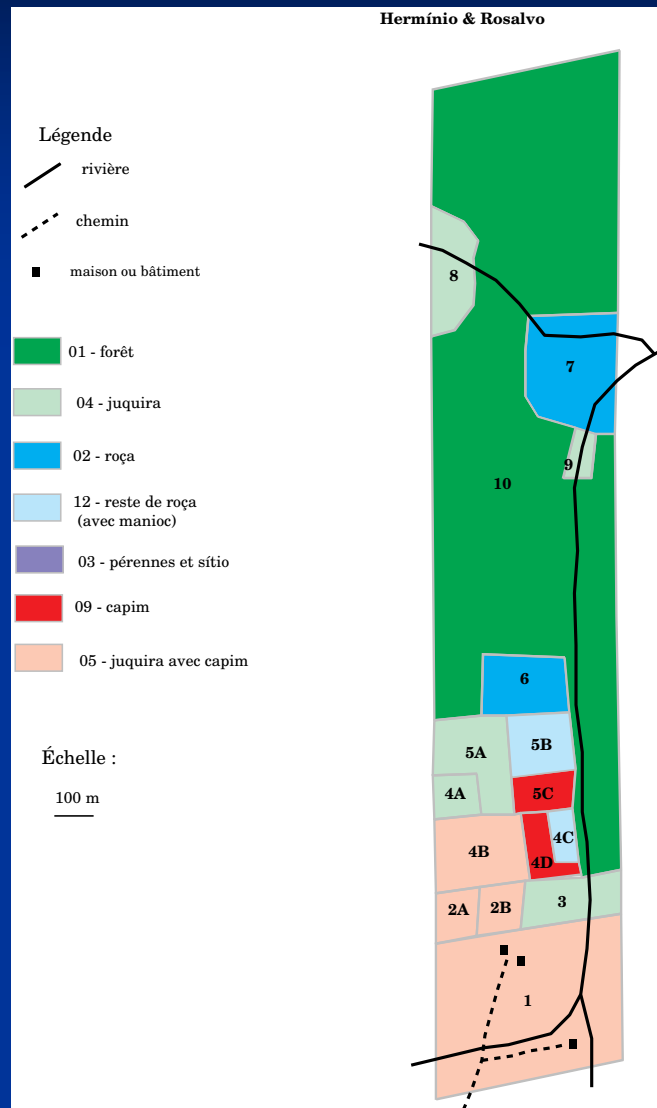 Hermínio & Rosalvo
Légende
rivière
chemin
maison ou bâtiment
01 - forêt
04 - juquira
02 - roça
12 - reste de roça
(avec manioc)
03 - pérennes et sítio
09 - capim
05 - juquira avec capim
Échelle :
100 m
8
7
9
10
6
5A
5B
4A
5C
4B
4C
4D
2A
2B
3
1